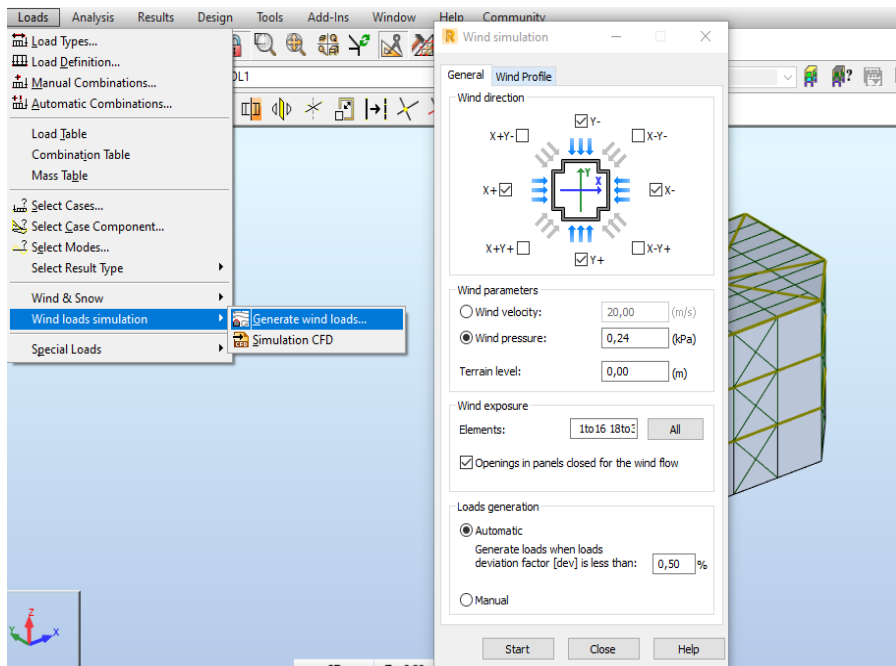 Loads Analysis Results Design Tools Add-Ins Window Help Community
Load Types...
Load Definition...
Manual Combinations...
Automatic Combinations...
Load Table
Combination Table
Mass Table
Select Cases...
Select Case Component...
Select Modes...
Select Result Type
Wind & Snow
Wind loads simulation
Special Loads
Generate wind loads...
Simulation CFD
DL1
Wind simulation
General Wind Profile
Wind direction
Y-
X+Y- X-Y-
X+ Y X X-
X+Y+ X-Y+
Y+
Wind parameters
Wind velocity: 20,00 (m/s)
Wind pressure: 0,24 (kPa)
Terrain level: 0,00 (m)
Wind exposure
Elements: 1to16 18to3 All
Openings in panels closed for the wind flow
Loads generation
Automatic
Generate loads when loads
deviation factor [dev] is less than: 0,50 %
Manual
Start Close Help
Z
Y X